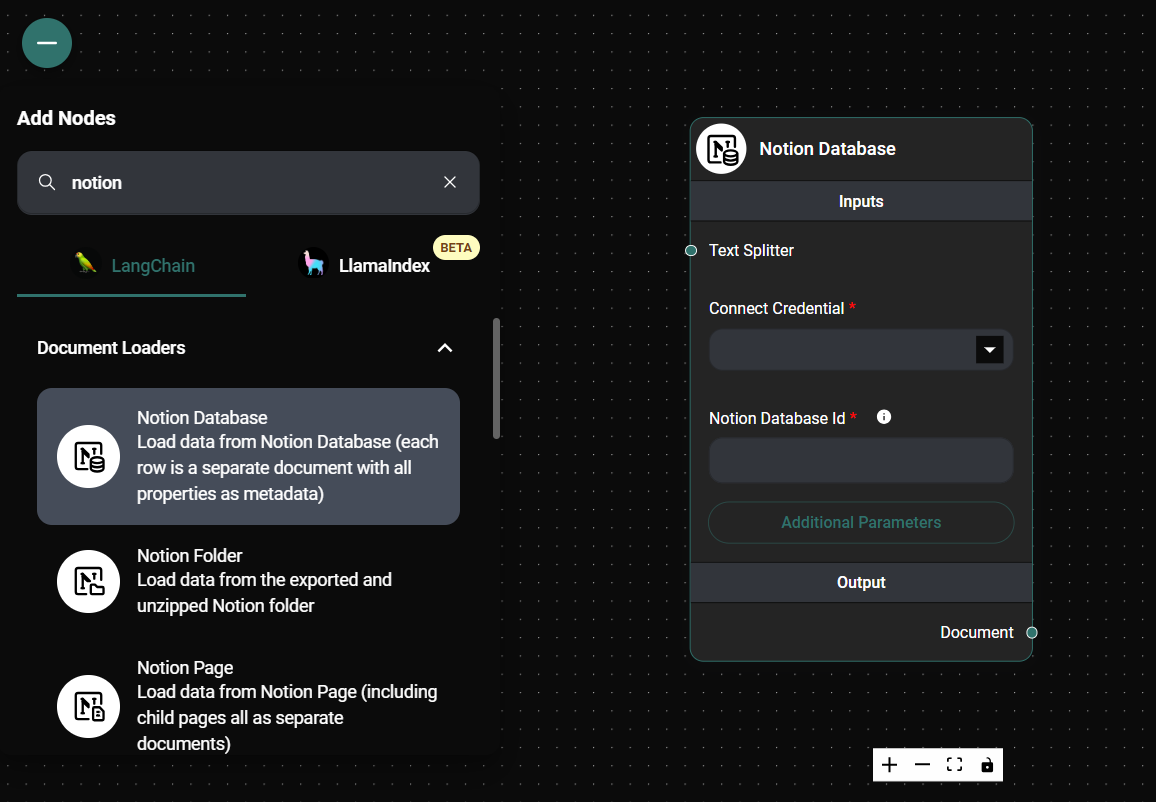 Add Nodes
notion
LangChain
LlamaIndex
BETA
Document Loaders
Notion Database
Load data from Notion Database (each
row is a separate document with all
properties as metadata)
Notion Folder
Load data from the exported and
unzipped Notion folder
Notion Page
Load data from Notion Page (including
child pages all as separate
documents)
Notion Database
Inputs
Text Splitter
Connect Credential *
Notion Database Id *
Additional Parameters
Output
Document